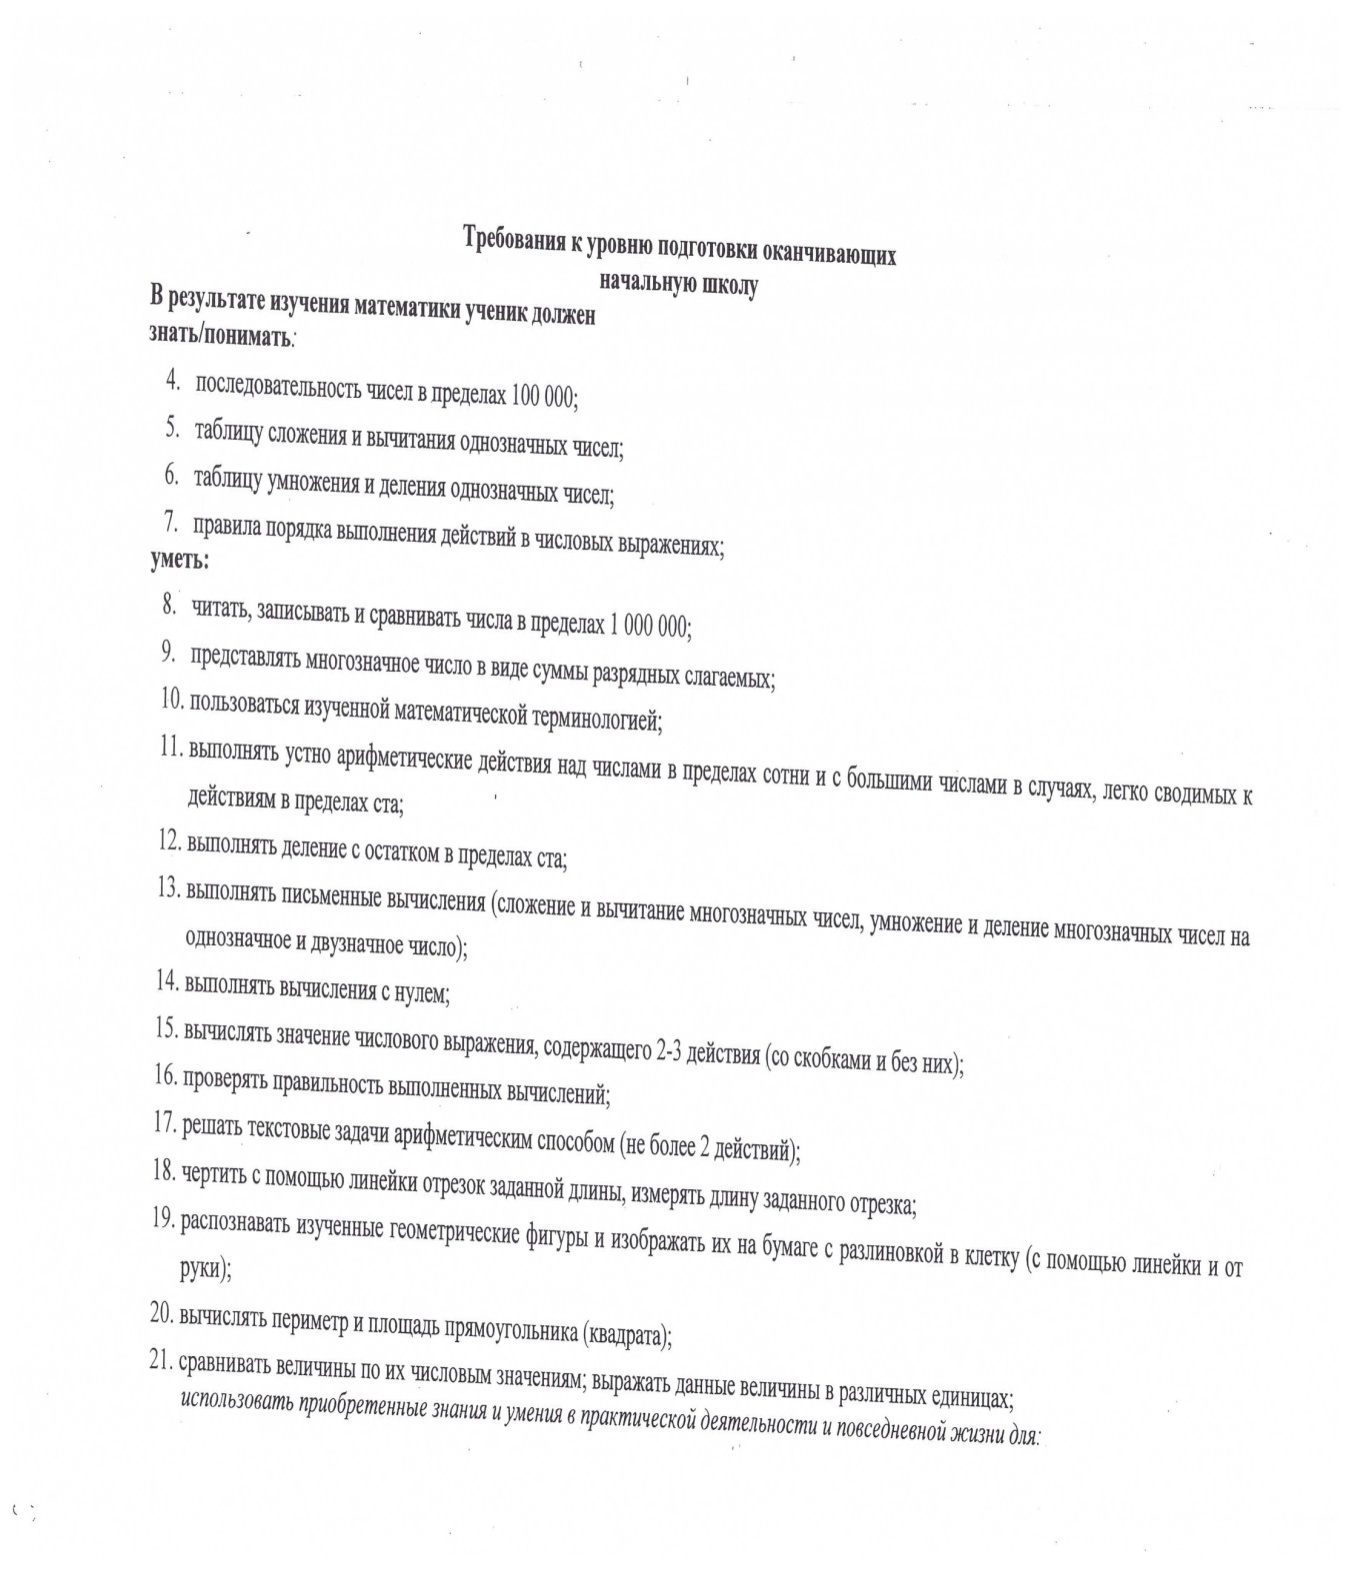 Требования к уровню подготовки оканчивающих
начальную школу
В результате изучения математики ученик должен
знать/понимать:
4. последовательность чисел в пределах 100 000;
5. таблицу сложения и вычитания однозначных чисел;
6. таблицу умножения и деления однозначных чисел;
7. правила порядка выполнения действий в числовых выражениях;
уметь:
8. читать, записывать и сравнивать числа в пределах 1 000 000;
9. представлять многозначное число в виде суммы разрядных слагаемых;
10. пользоваться изученной математической терминологией;
11. выполнять устно арифметические действия над числами в пределах сотни и с большими числами в случаях, легко сводимых к
действиям в пределах ста;
12. выполнять деление с остатком в пределах ста;
13. выполнять письменные вычисления (сложение и вычитание многозначных чисел, умножение и деление многозначных чисел на
однозначное и двузначное число);
14. выполнять вычисления с нулем;
15. вычислять значение числового выражения, содержащего 2-3 действия (со скобками и без них);
16. проверять правильность выполненных вычислений;
17. решать текстовые задачи арифметическим способом (не более 2 действий);
18. чертить с помощью линейки отрезок заданной длины, измерять длину заданного отрезка;
19. распознавать изученные геометрические фигуры и изображать их на бумаге с разлиновкой в клетку (с помощью линейки и от
руки);
20. вычислять периметр и площадь прямоугольника (квадрата);
21. сравнивать величины по их числовым значениям; выражать данные величины в различных единицах;
использовать приобретенные знания и умения в практической деятельности и повседневной жизни для: